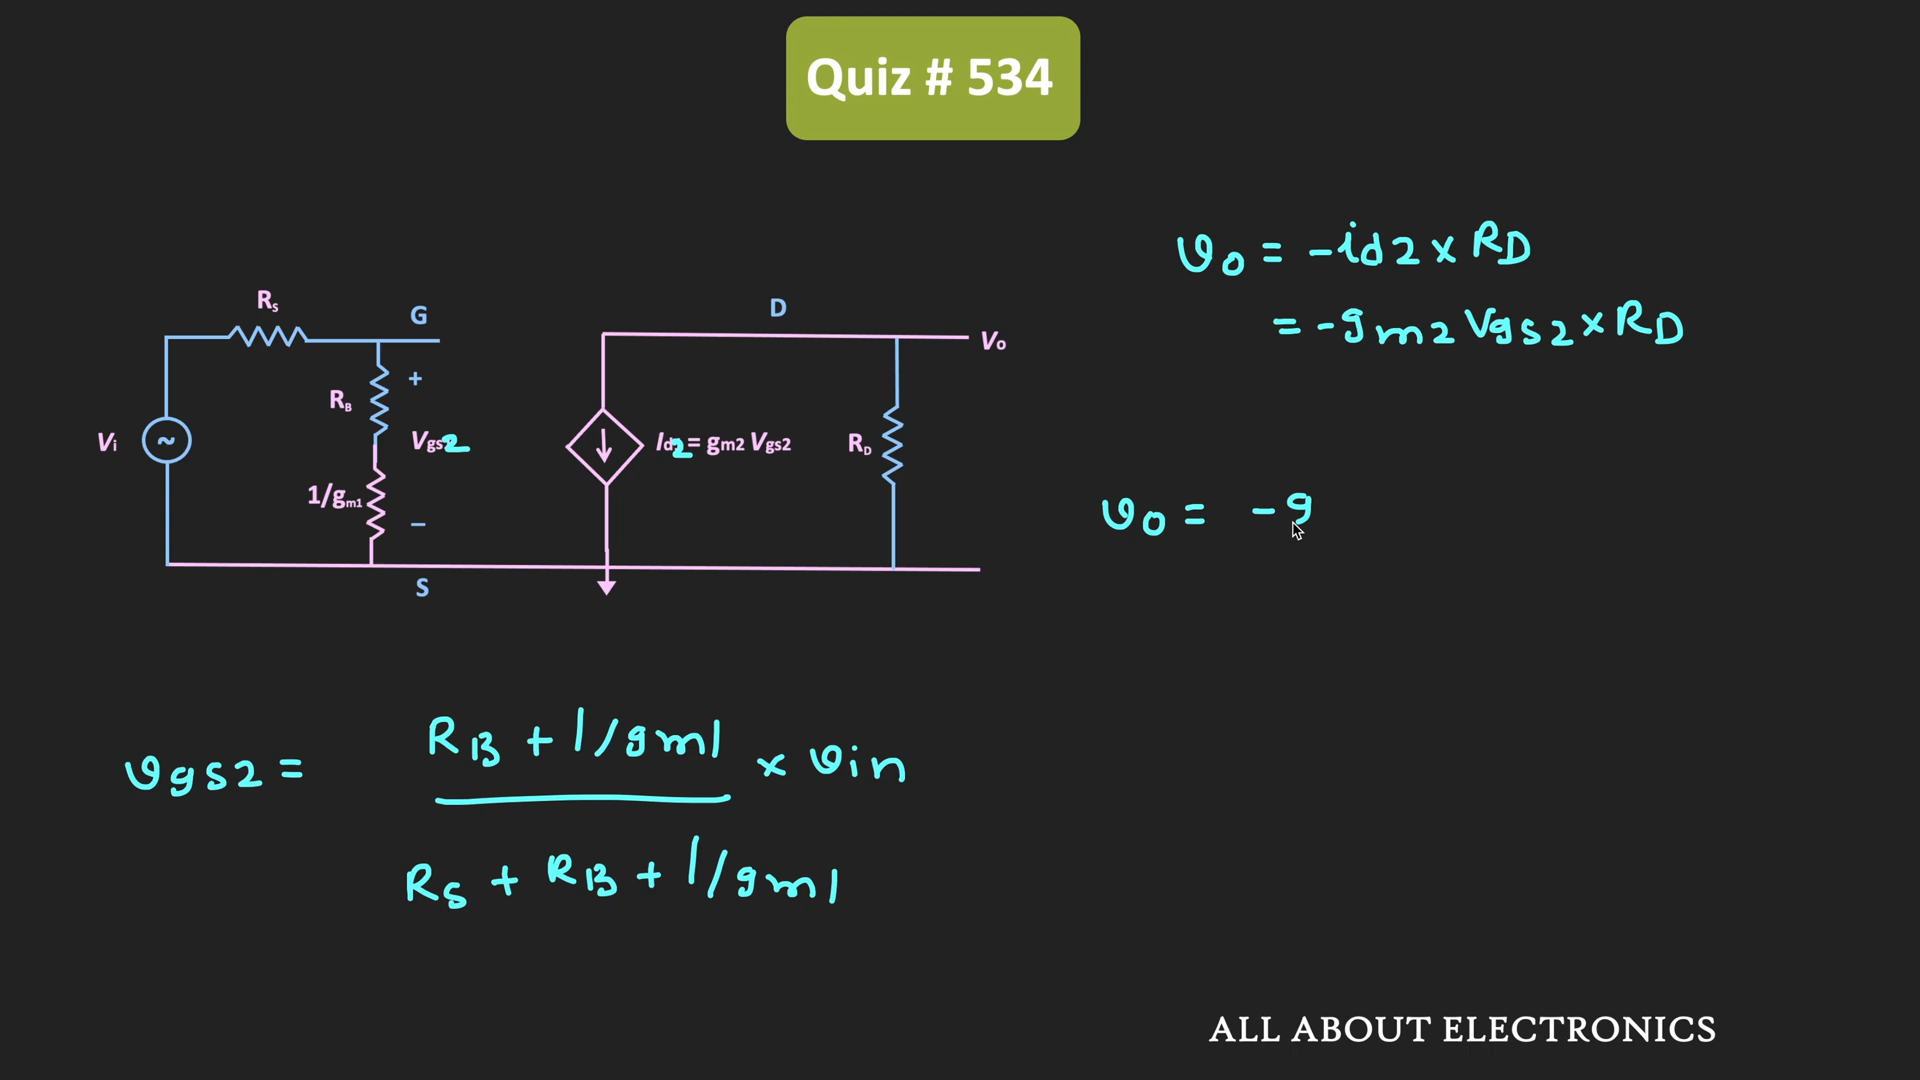 Quiz # 534
Rs
G
D
Vo
+
RB
Vi
Vgs2
Id2 = gm2 Vgs2
RD
1/gm1
–
S
vo = -id2 x RD
= -gm2 Vgs2 x RD
vo = -g
vgs2 = RB + 1/gm1 x vin
Rs + RB + 1/gm1
ALL ABOUT ELECTRONICS